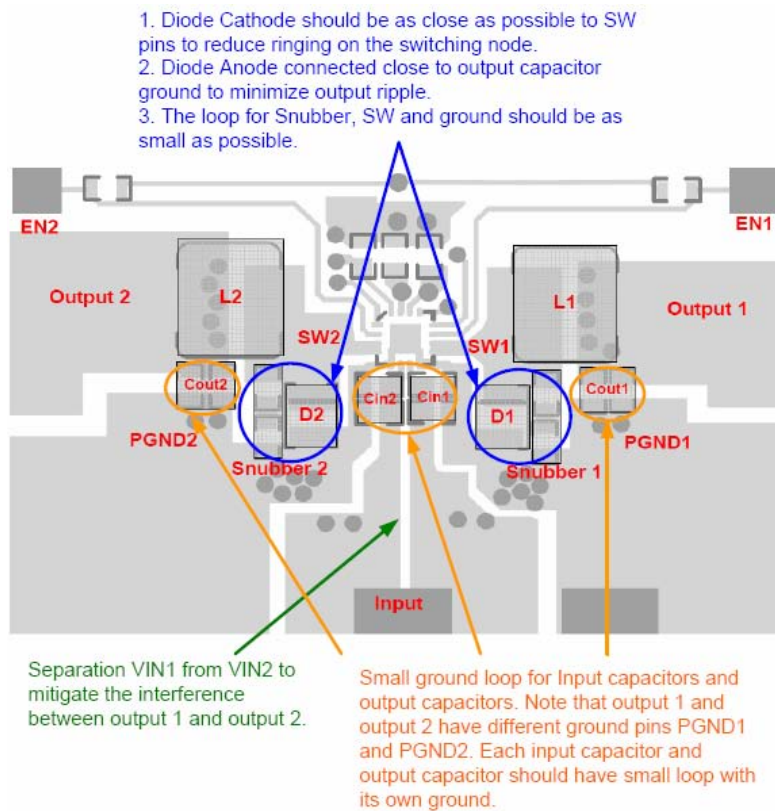 1. Diode Cathode should be as close as possible to SW
pins to reduce ringing on the switching node.
2. Diode Anode connected close to output capacitor
ground to minimize output ripple.
3. The loop for Snubber, SW and ground should be as
small as possible.
EN2
EN1
Output 2
L2
L1
Output 1
SW2
SW1
Cout2
D2
Cin2
Cin1
D1
Cout1
PGND2
PGND1
Snubber 2
Snubber 1
Input
Separation VIN1 from VIN2 to
mitigate the interference
between output 1 and output 2.
Small ground loop for Input capacitors and
output capacitors. Note that output 1 and
output 2 have different ground pins PGND1
and PGND2. Each input capacitor and
output capacitor should have small loop with
its own ground.